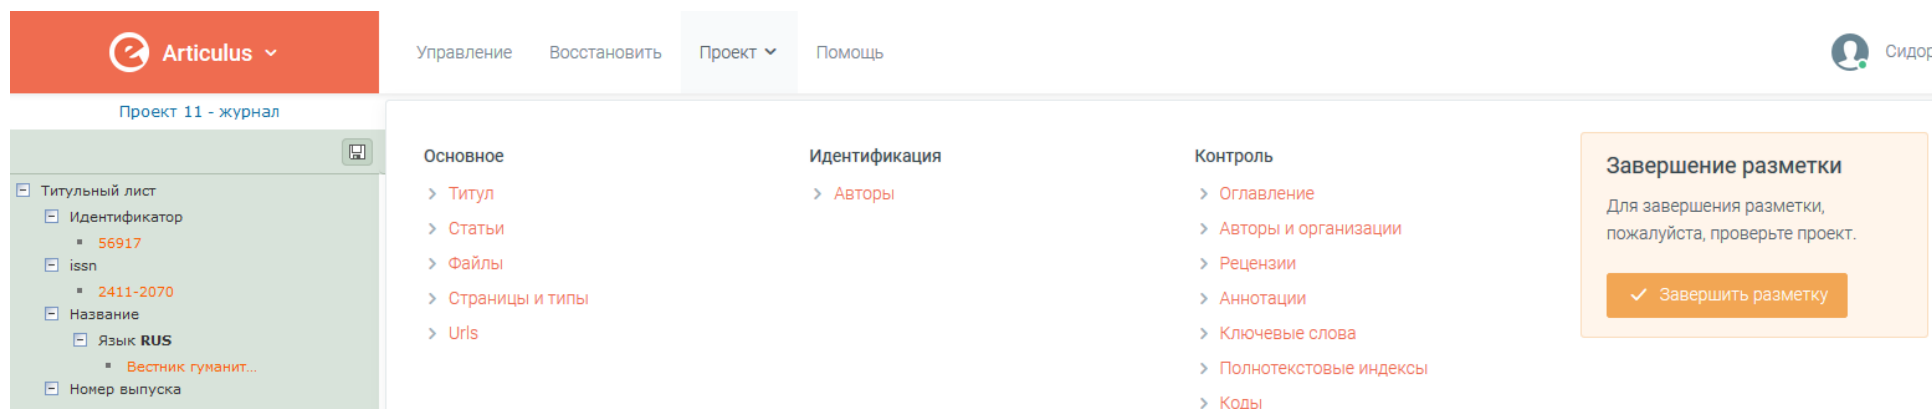 Articulus
Управление
Восстановить
Проект
Помощь
Сидор
Проект 11 - журнал
Титульный лист
Идентификатор
56917
issn
2411-2070
Название
Язык RUS
Вестник гуманит...
Номер выпуска
Основное
Титул
Статьи
Файлы
Страницы и типы
Urls
Идентификация
Авторы
Контроль
Оглавление
Авторы и организации
Рецензии
Аннотации
Ключевые слова
Полнотекстовые индексы
Коды
Завершение разметки
Для завершения разметки,
пожалуйста, проверьте проект.
Завершить разметку